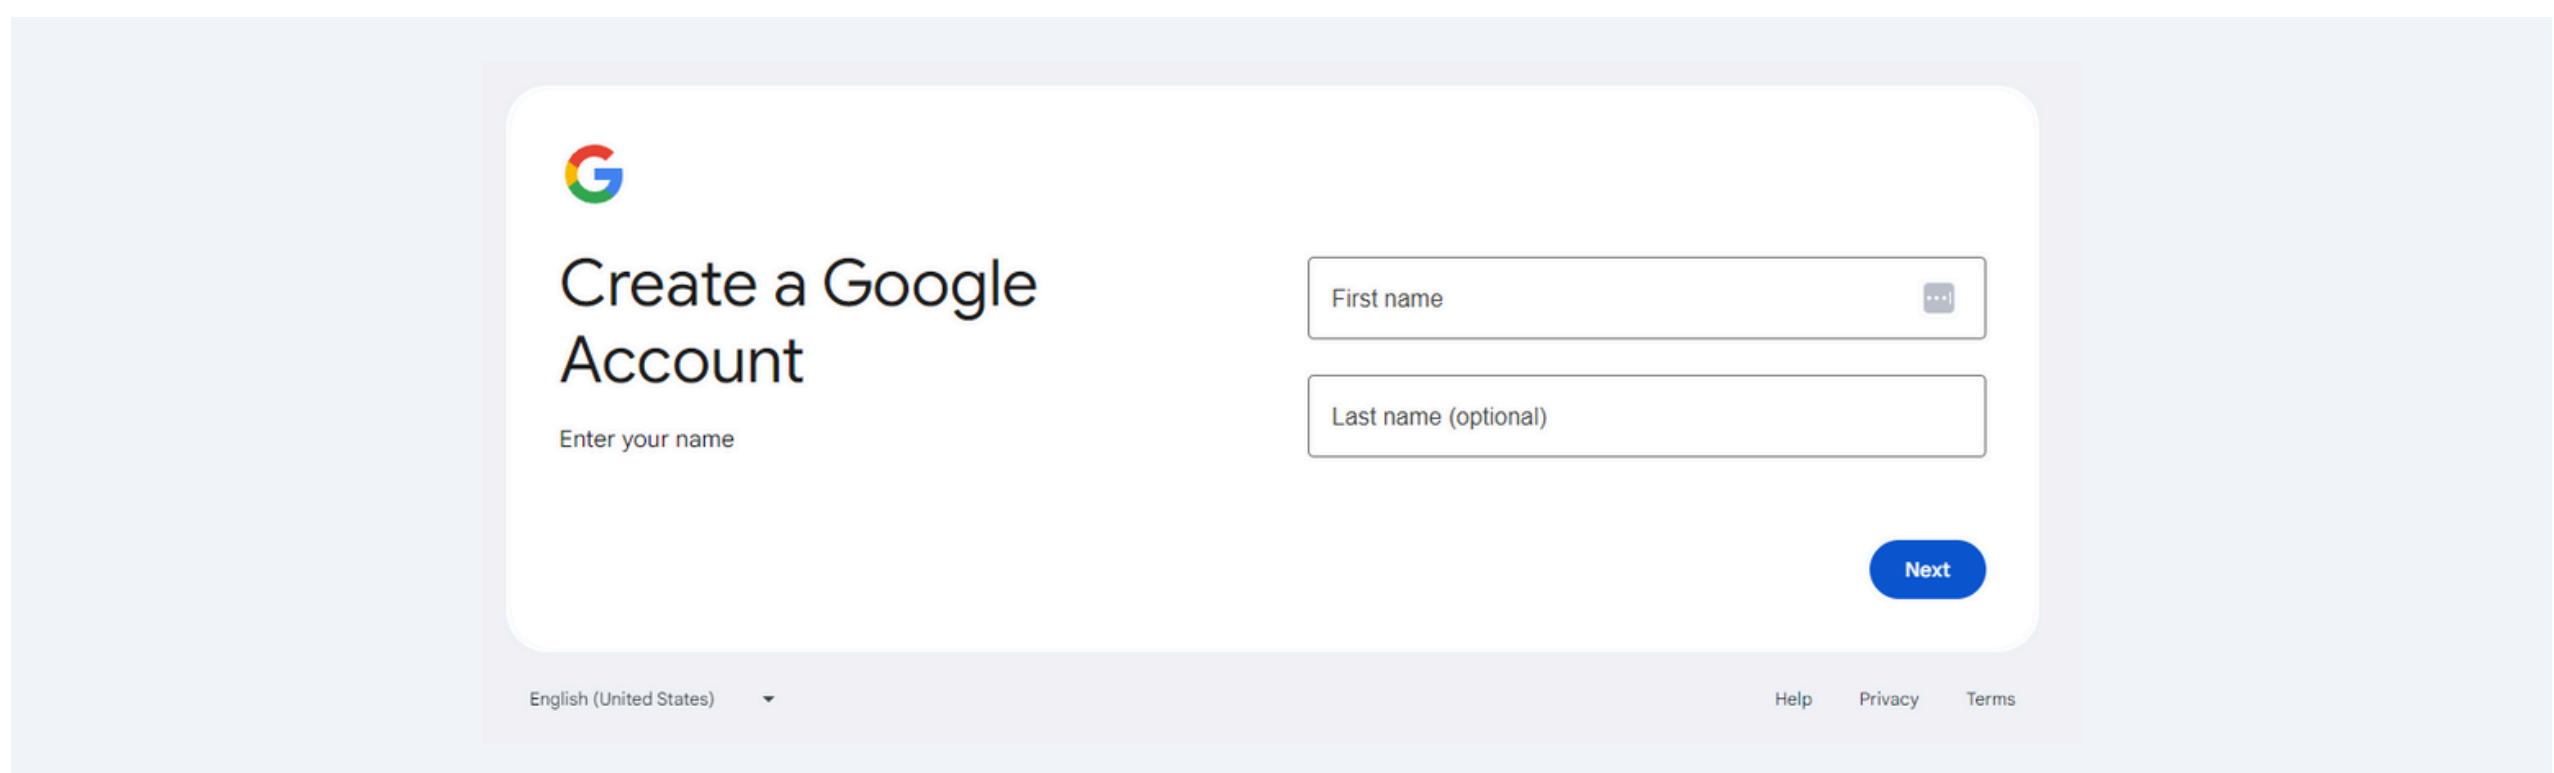 Create a Google
Account
Enter your name
First name
Last name (optional)
Next
English (United States)
Help Privacy Terms